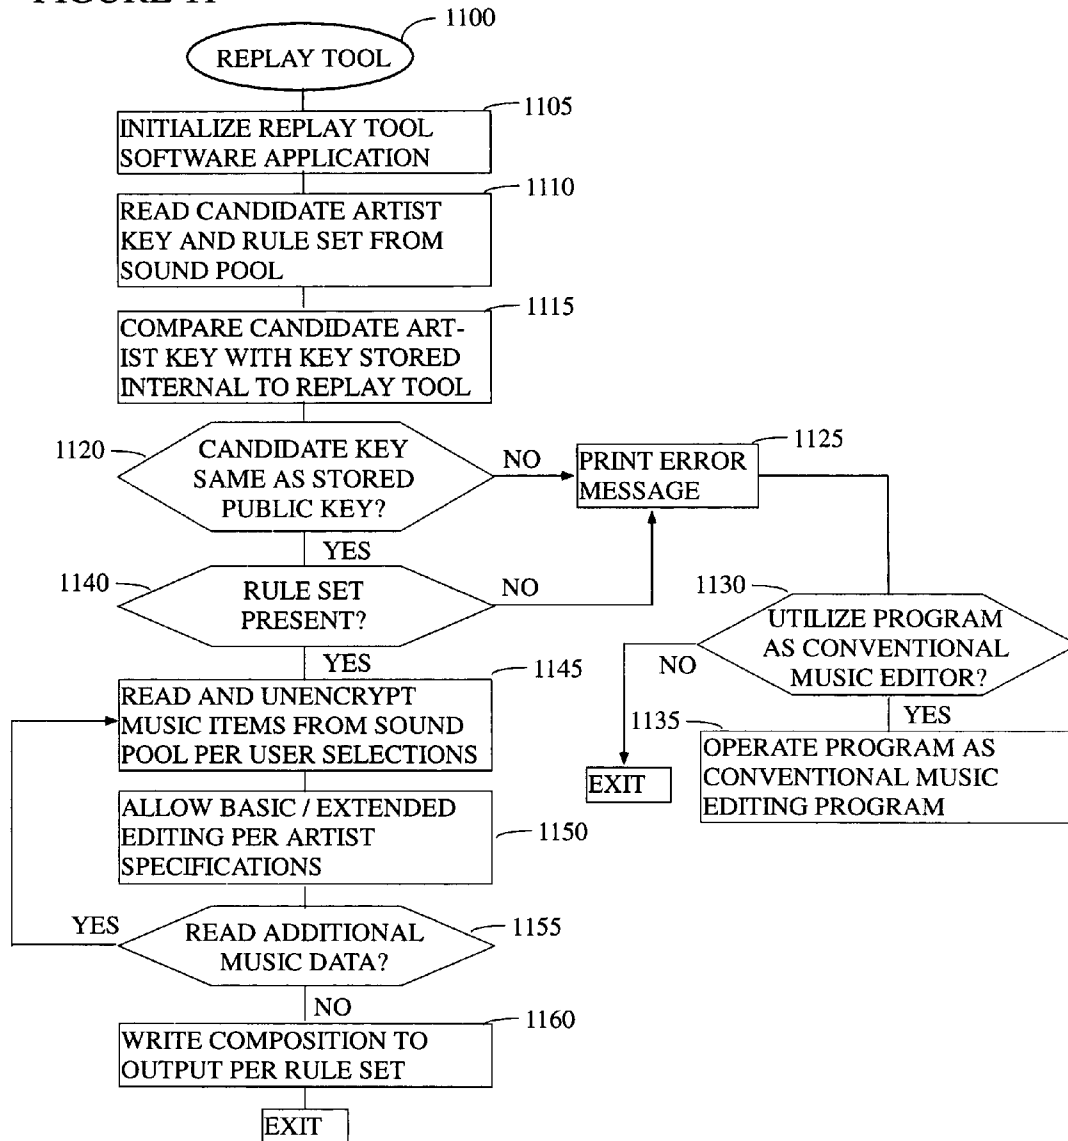 1100
REPLAY TOOL
1105
INITIALIZE REPLAY TOOL
SOFTWARE APPLICATION
1110
READ CANDIDATE ARTIST
KEY AND RULE SET FROM
SOUND POOL
1115
COMPARE CANDIDATE ART-
IST KEY WITH KEY STORED
INTERNAL TO REPLAY TOOL
1120
CANDIDATE KEY
SAME AS STORED
PUBLIC KEY?
NO
1125
PRINT ERROR
MESSAGE
YES
1140
RULE SET
PRESENT?
NO
1130
UTILIZE PROGRAM
AS CONVENTIONAL
MUSIC EDITOR?
NO
YES
YES
1145
READ AND UNENCRYPT
MUSIC ITEMS FROM SOUND
POOL PER USER SELECTIONS
1135
OPERATE PROGRAM AS
CONVENTIONAL MUSIC
EDITING PROGRAM
EXIT
ALLOW BASIC / EXTENDED
EDITING PER ARTIST
SPECIFICATIONS
1150
YES
READ ADDITIONAL
MUSIC DATA?
1155
NO
1160
WRITE COMPOSITION TO
OUTPUT PER RULE SET
EXIT